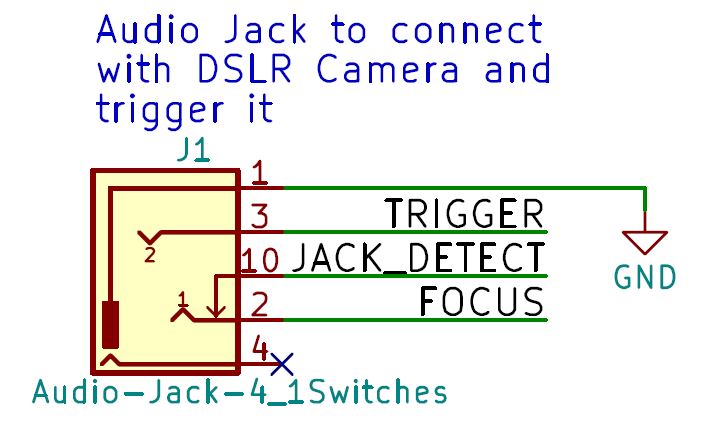 Audio Jack to connect
with DSLR Camera and
trigger it
J1
1
3 TRIGGER
2
10 JACK_DETECT
GND
1
2 FOCUS
4
Audio-Jack-4_1Switches